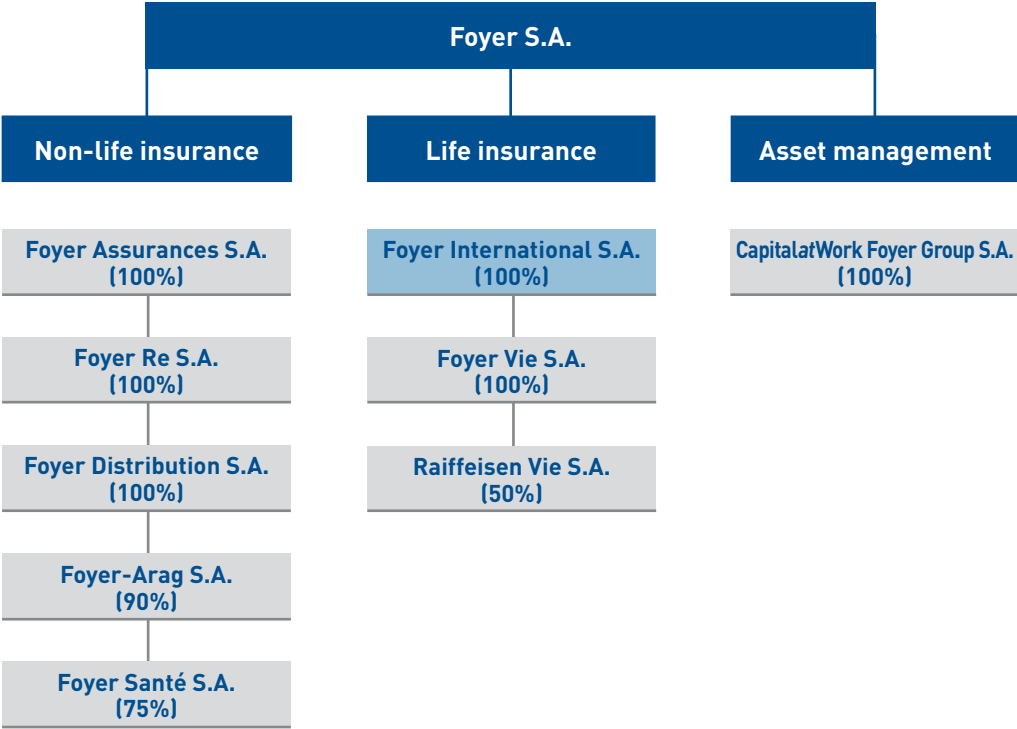 Foyer S.A.
Non-life insurance
Life insurance
Asset management
Foyer Assurances S.A.
(100%)
Foyer Re S.A.
(100%)
Foyer Distribution S.A.
(100%)
Foyer-Arag S.A.
(90%)
Foyer Santé S.A.
(75%)
Foyer International S.A.
(100%)
Foyer Vie S.A.
(100%)
Raiffeisen Vie S.A.
(50%)
CapitalatWork Foyer Group S.A.
(100%)